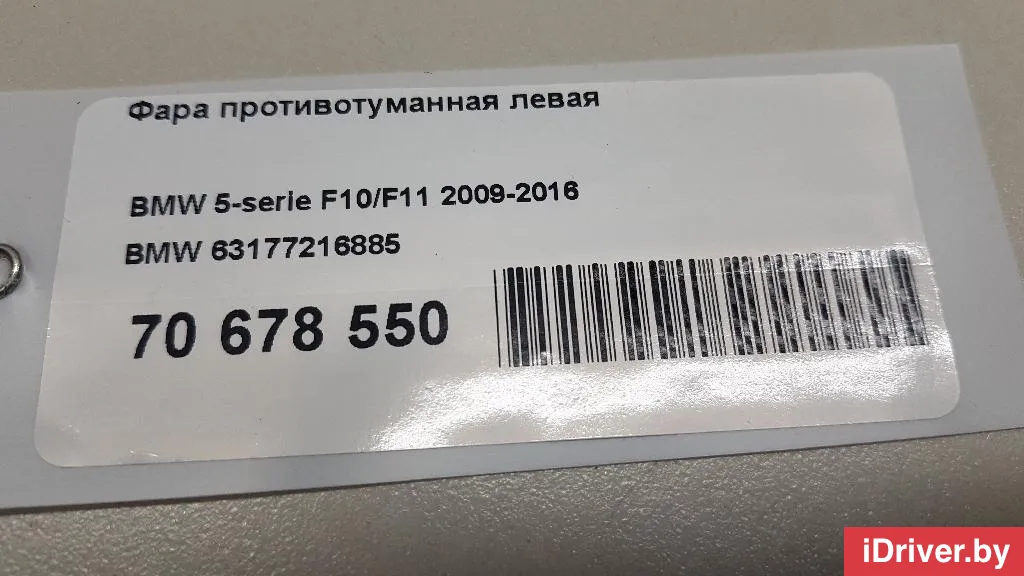 Фара противотуманная левая
BMW 5-serie F10/F11 2009-2016
BMW 63177216885
70 678 550
iDriver.by